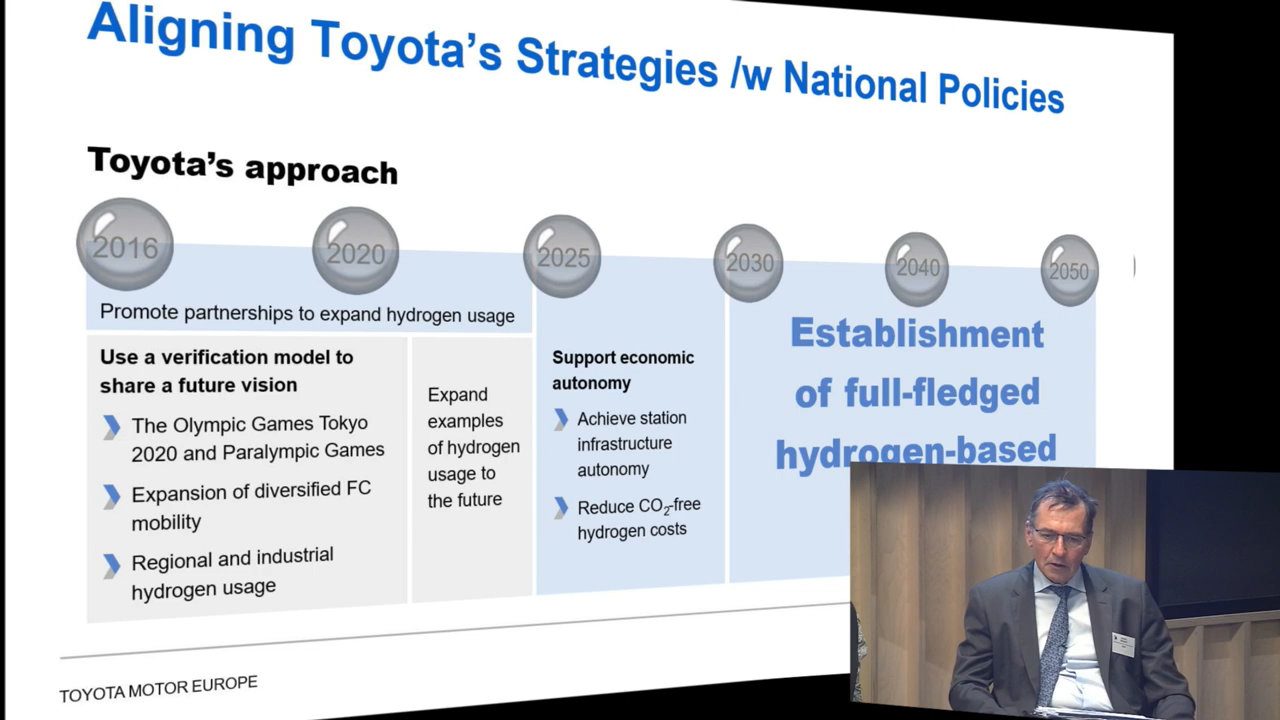 Aligning Toyota's Strategies /w National Policies
Toyota's approach
2016
2020
2025
2030
2040
2050
Promote partnerships to expand hydrogen usage
Use a verification model to
share a future vision
The Olympic Games Tokyo
2020 and Paralympic Games
Expansion of diversified FC
mobility
Regional and industrial
hydrogen usage
Expand
examples
of hydrogen
usage to
the future
Support economic
autonomy
Achieve station
infrastructure
autonomy
Reduce CO₂-free
hydrogen costs
Establishment
of full-fledged
hydrogen-based
TOYOTA MOTOR EUROPE